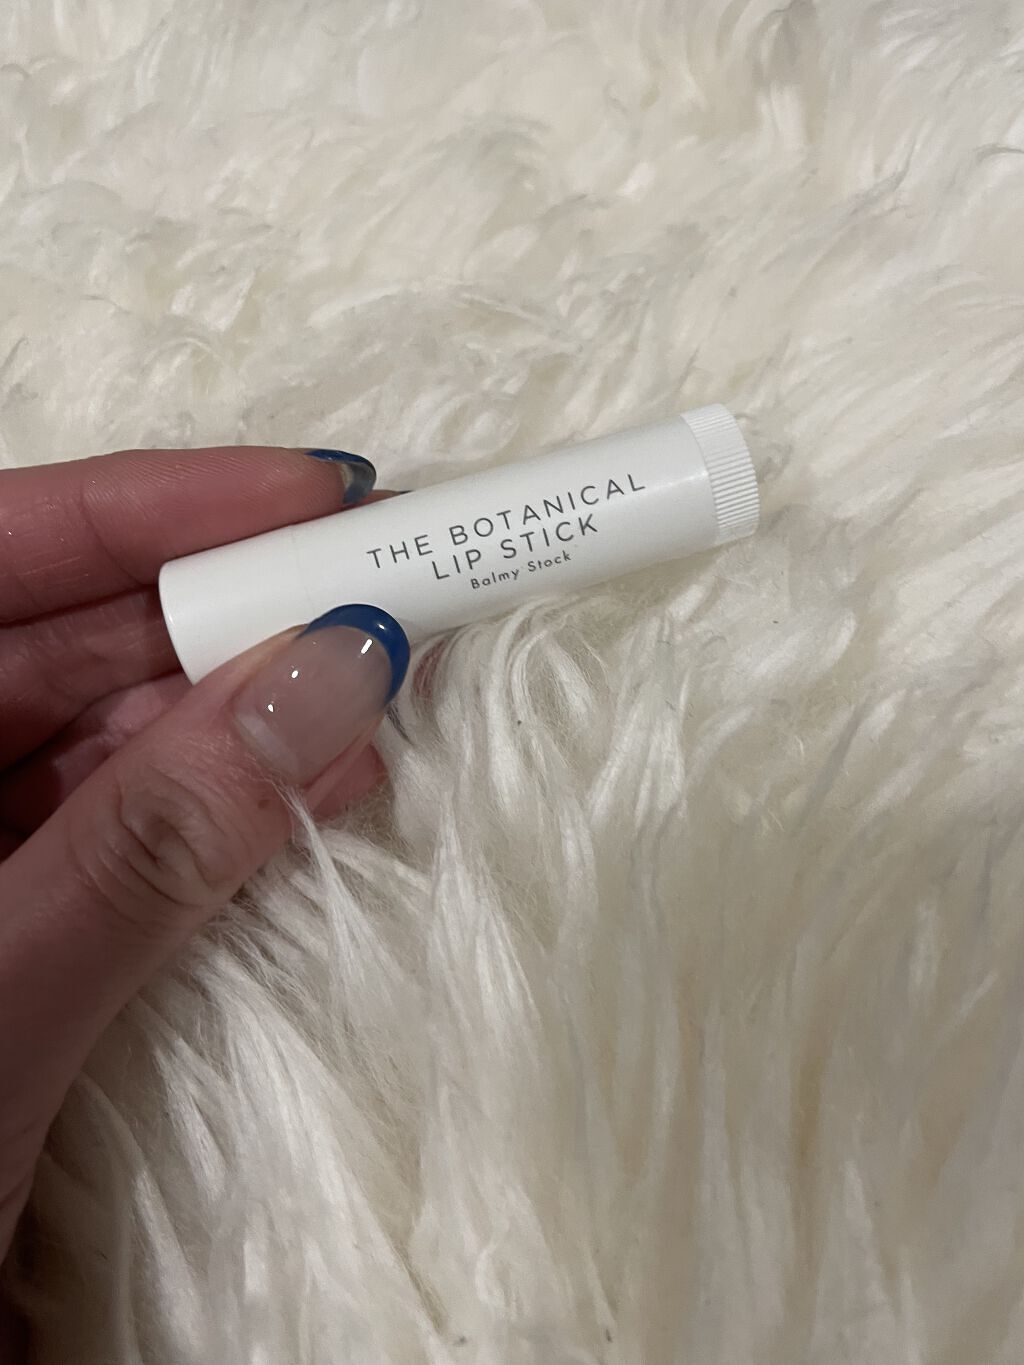 THE BOTANICAL
LIP STICK
Balmy Stock